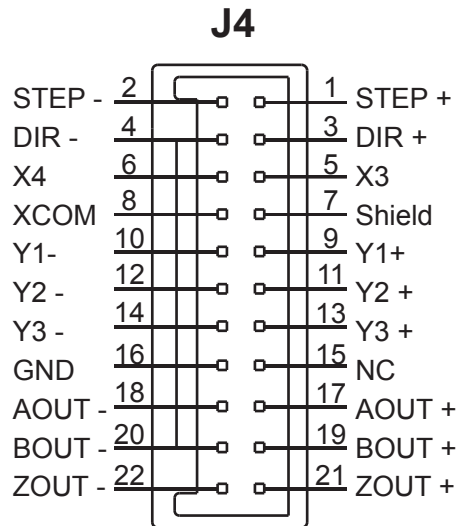 J4
STEP - 2 1 STEP +
DIR - 4 3 DIR +
X4 6 5 X3
XCOM 8 7 Shield
Y1- 10 9 Y1+
Y2 - 12 11 Y2 +
Y3 - 14 13 Y3 +
GND 16 15 NC
AOUT - 18 17 AOUT +
BOUT - 20 19 BOUT +
ZOUT - 22 21 ZOUT +